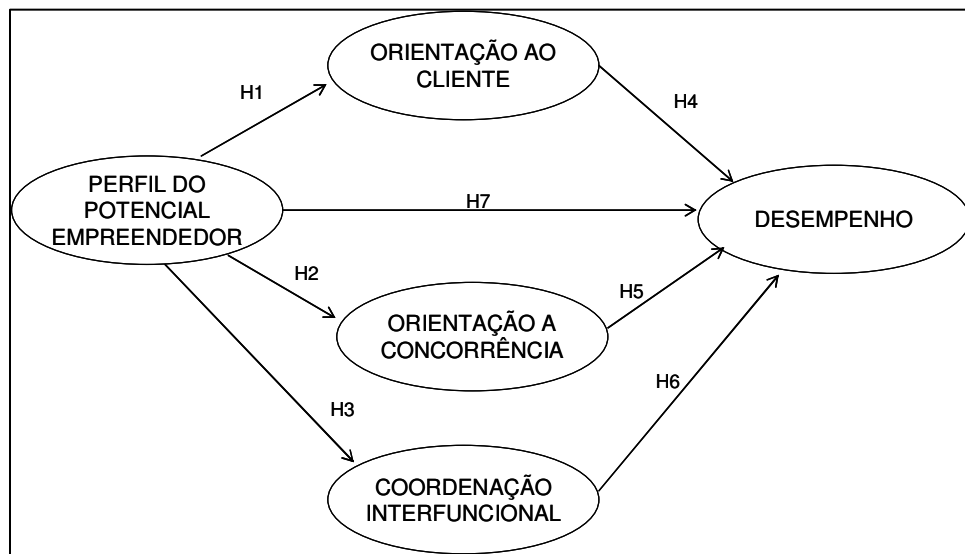 ORIENTAÇÃO AO
CLIENTE
H1
H4
PERFIL DO
POTENCIAL
EMPREENDEDOR
H7
DESEMPENHO
H2
H5
ORIENTAÇÃO A
CONCORRÊNCIA
H3
H6
COORDENAÇÃO
INTERFUNCIONAL